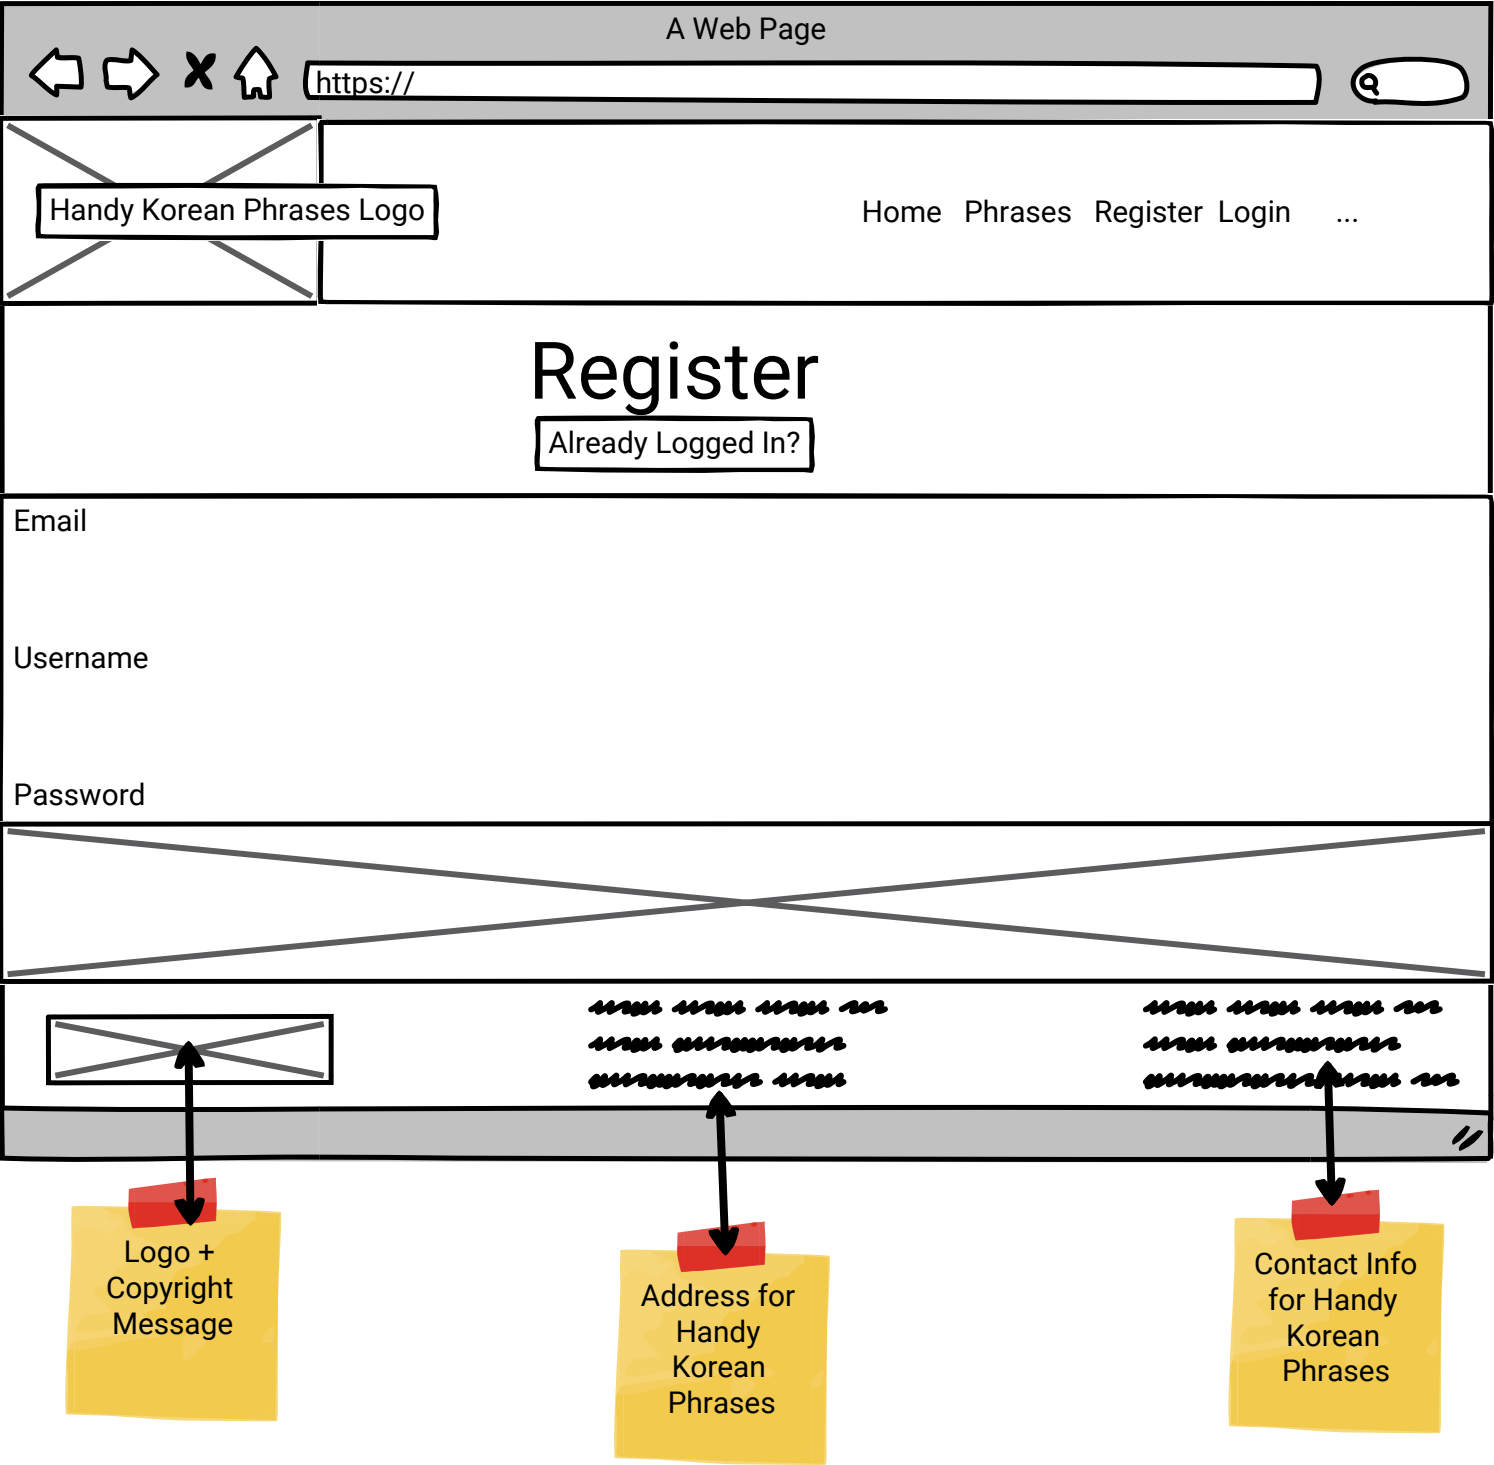 A Web Page
https://
Handy Korean Phrases Logo
Home Phrases Register Login ...
Register
Already Logged In?
Email
Username
Password
Logo +
Copyright
Message
Address for
Handy
Korean
Phrases
Contact Info
for Handy
Korean
Phrases